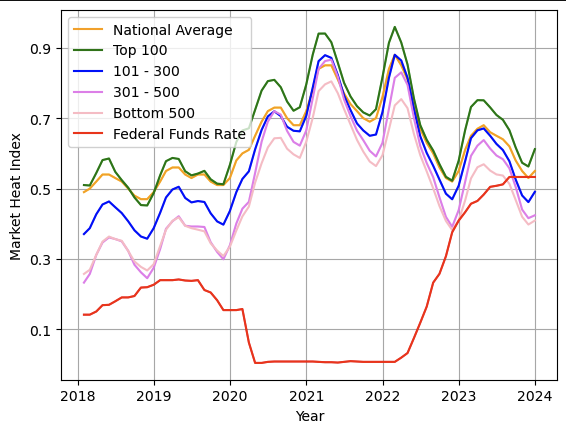 National Average
Top 100
101 - 300
301 - 500
Bottom 500
Federal Funds Rate
0.9
0.7
0.5
0.3
0.1
Market Heat Index
2018 2019 2020 2021 2022 2023 2024
Year